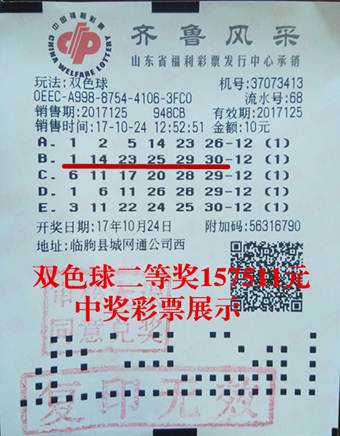 中国福利彩票
CHINA WELFARE LOTTERY
齐鲁风采
山东省福利彩票发行中心承销
玩法:双色球 机号:37073413
OEEC-A998-8754-4106-3FC0 流水号:68
销售期:2017125 948CB 有效期:2017125
销售时:17-10-24 12:52:51 金额:10元
A. 1 2 5 14 23 26-12 (1)
B. 1 14 23 25 29 30-12 (1)
C. 6 11 17 20 28 29-12 (1)
D. 1 6 11 26 28 29-12 (1)
E. 3 11 22 24 28 29-12 (1)
开奖日期:17年10月24日 附加码:56316790
地址:临朐县城网通公司西
双色球二等奖157511元
中奖彩票展示
同意兑奖
复印无效